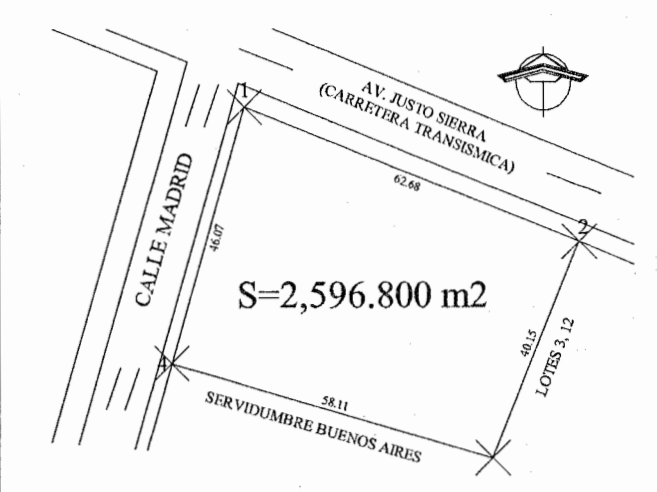 1
AV. JUSTO SIERRA
(CARRETERA TRANSISMICA)
62.68
2
CALLE MADRID
46.07
S=2,596.800 m2
40.15
LOTES 3, 12
4
58.11
SERVIDUMBRE BUENOS AIRES